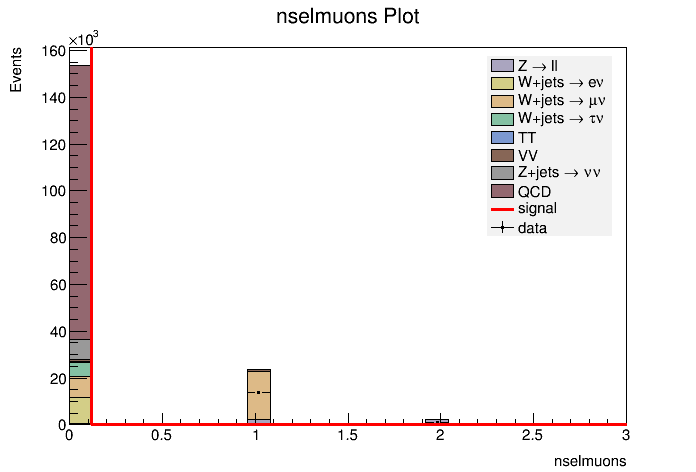 nselmuons Plot
×10³
Events
160
140
120
100
80
60
40
20
0
0 0.5 1 1.5 2 2.5 3
nselmuons
Z → ll
W+jets → eν
W+jets → μν
W+jets → τν
TT
VV
Z+jets → νν
QCD
signal
data